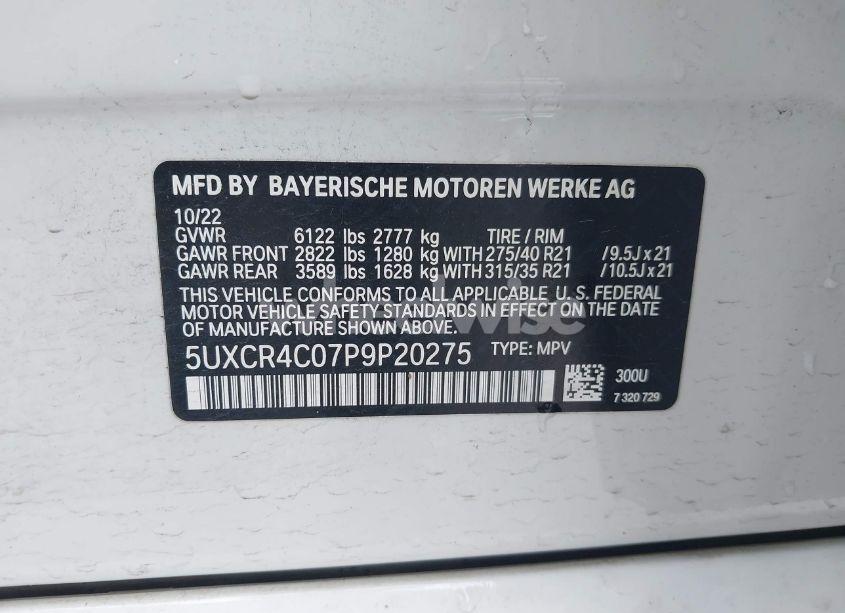 MFD BY BAYERISCHE MOTOREN WERKE AG
10/22
GVWR 6122 lbs 2777 kg TIRE / RIM
GAWR FRONT 2822 lbs 1280 kg WITH 275/40 R21 / 9.5J x 21
GAWR REAR 3589 lbs 1628 kg WITH 315/35 R21 / 10.5J x 21
THIS VEHICLE CONFORMS TO ALL APPLICABLE U. S. FEDERAL
MOTOR VEHICLE SAFETY STANDARDS IN EFFECT ON THE DATE
OF MANUFACTURE SHOWN ABOVE.
5UXCR4C07P9P20275 TYPE: MPV
300U
7 320 729